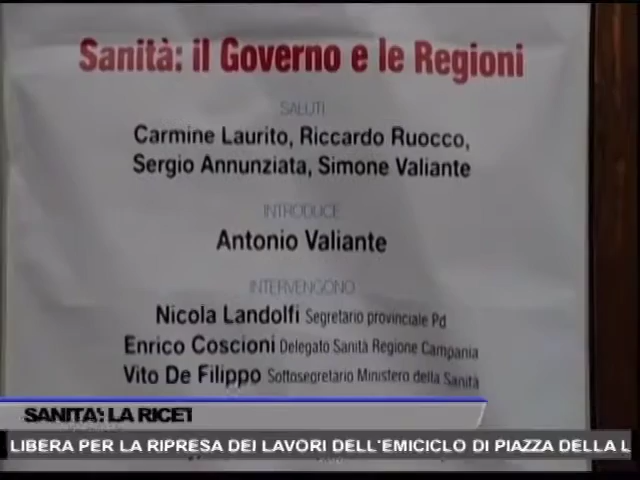 Sanità: il Governo e le Regioni
SALUTI
Carmine Laurito, Riccardo Ruocco,
Sergio Annunziata, Simone Valiante
INTRODUCE
Antonio Valiante
INTERVENGONO
Nicola Landolfi Segretario provinciale Pd
Enrico Coscioni Delegato Sanità Regione Campania
Vito De Filippo Sottosegretario Ministero della Sanità
SANITA': LA RICET
LIBERA PER LA RIPRESA DEI LAVORI DELL'EMICICLO DI PIAZZA DELLA L